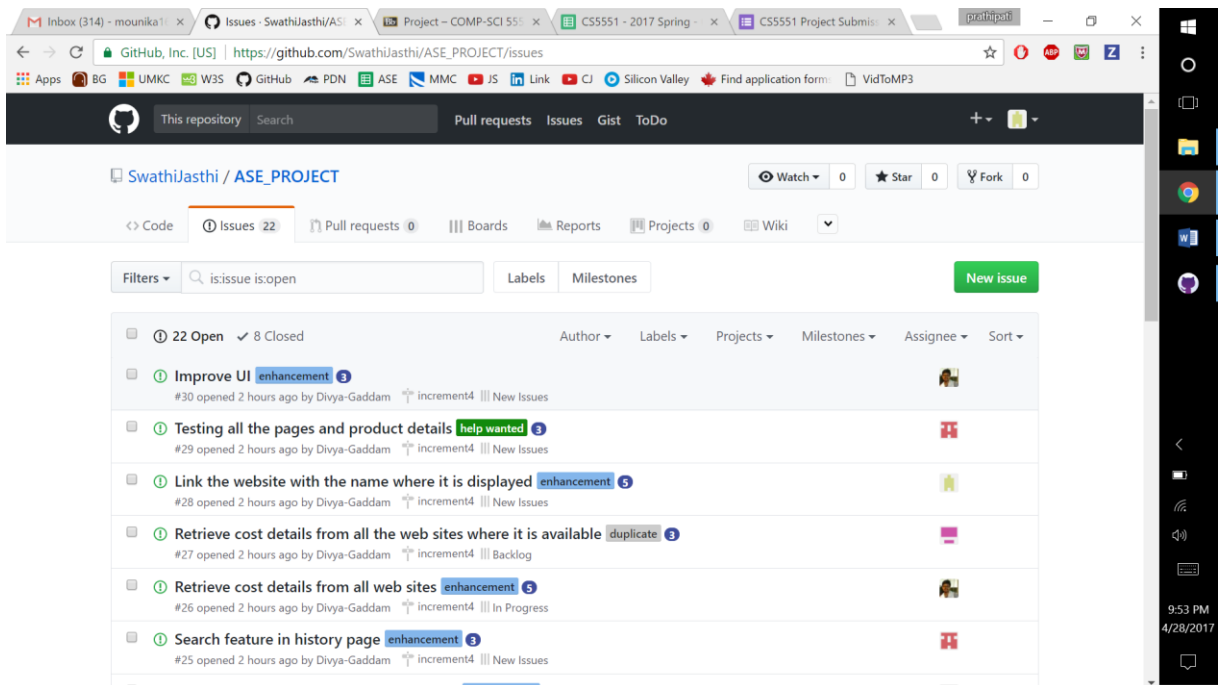 Inbox (314) - mounika1
Issues · SwathiJasthi/ASE
Project – COMP-SCI 555
CS5551 - 2017 Spring -
CS5551 Project Submiss
prathipati
GitHub, Inc. [US] https://github.com/SwathiJasthi/ASE_PROJECT/issues
Apps BG UMKC W3S GitHub PDN ASE MMC JS Link CJ Silicon Valley Find application form VidToMP3
This repository Search Pull requests Issues Gist ToDo
SwathiJasthi / ASE_PROJECT Watch 0 Star 0 Fork 0
Code Issues 22 Pull requests 0 Boards Reports Projects 0 Wiki
Filters is:issue is:open Labels Milestones New issue
22 Open 8 Closed Author Labels Projects Milestones Assignee Sort
Improve UI enhancement 3
#30 opened 2 hours ago by Divya-Gaddam increment4 New Issues
Testing all the pages and product details help wanted 3
#29 opened 2 hours ago by Divya-Gaddam increment4 New Issues
Link the website with the name where it is displayed enhancement 5
#28 opened 2 hours ago by Divya-Gaddam increment4 New Issues
Retrieve cost details from all the web sites where it is available duplicate 3
#27 opened 2 hours ago by Divya-Gaddam increment4 Backlog
Retrieve cost details from all web sites enhancement 5
#26 opened 2 hours ago by Divya-Gaddam increment4 In Progress
Search feature in history page enhancement 3
#25 opened 2 hours ago by Divya-Gaddam increment4 New Issues
9:53 PM
4/28/2017